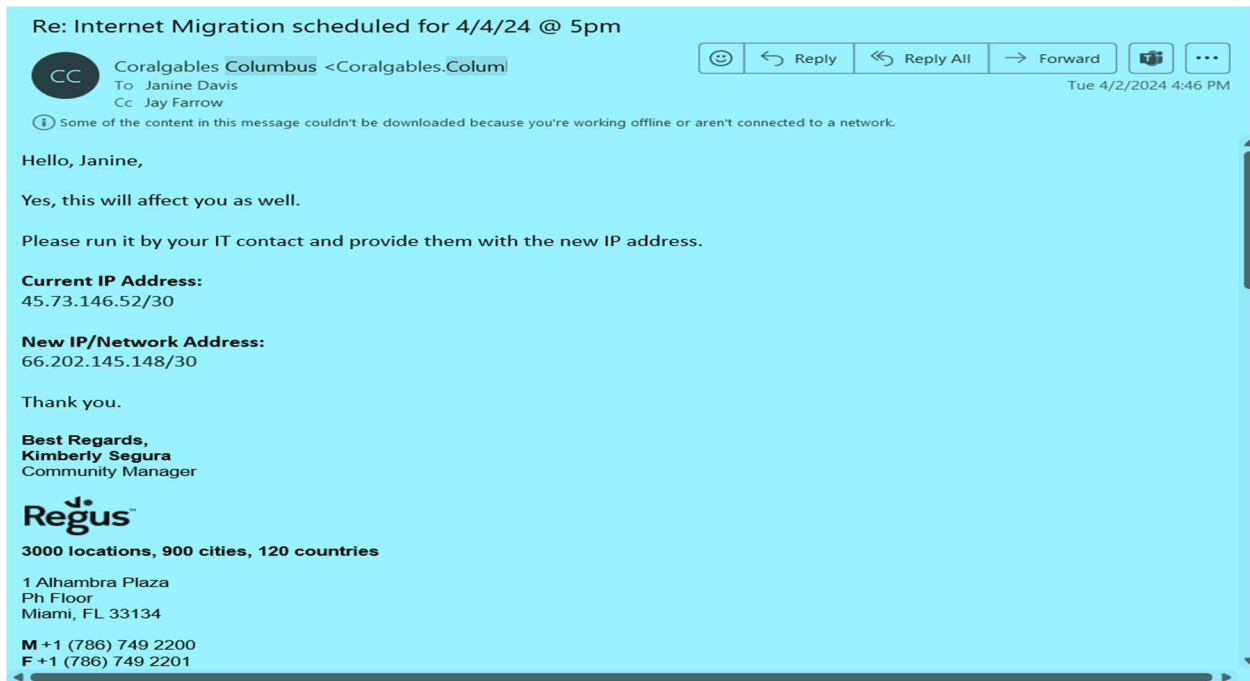 Re: Internet Migration scheduled for 4/4/24 @ 5pm
CC
Coralgables Columbus <Coralgables.Colum
Reply
Reply All
Forward
To Janine Davis
Cc Jay Farrow
Tue 4/2/2024 4:46 PM
Some of the content in this message couldn't be downloaded because you're working offline or aren't connected to a network.
Hello, Janine,
Yes, this will affect you as well.
Please run it by your IT contact and provide them with the new IP address.
Current IP Address:
45.73.146.52/30
New IP/Network Address:
66.202.145.148/30
Thank you.
Best Regards,
Kimberly Segura
Community Manager
Regus™
3000 locations, 900 cities, 120 countries
1 Alhambra Plaza
Ph Floor
Miami, FL 33134
M +1 (786) 749 2200
F +1 (786) 749 2201